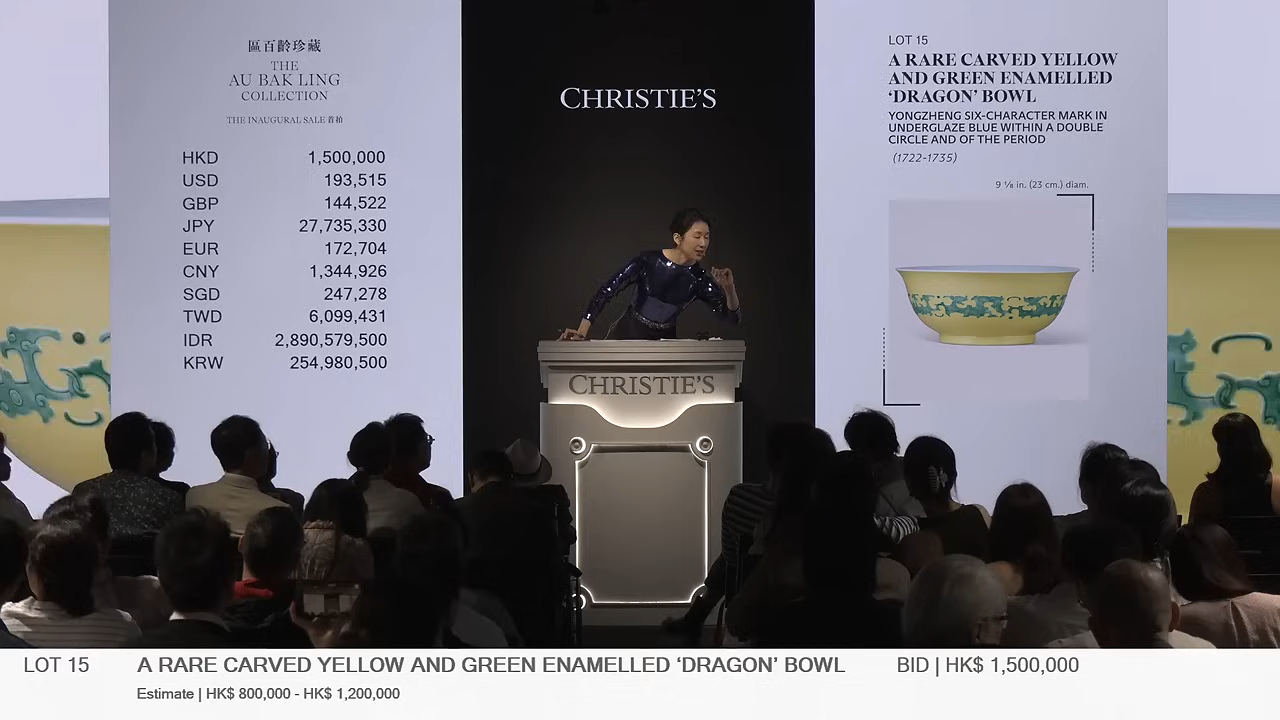 區百齡珍藏
THE
AU BAK LING
COLLECTION
THE INAUGURAL SALE 首拍
HKD 1,500,000
USD 193,515
GBP 144,522
JPY 27,735,330
EUR 172,704
CNY 1,344,926
SGD 247,278
TWD 6,099,431
IDR 2,890,579,500
KRW 254,980,500
CHRISTIE'S
CHRISTIE'S
LOT 15
A RARE CARVED YELLOW
AND GREEN ENAMELLED
‘DRAGON’ BOWL
YONGZHENG SIX-CHARACTER MARK IN
UNDERGLAZE BLUE WITHIN A DOUBLE
CIRCLE AND OF THE PERIOD
(1722-1735)
9 ⅛ in. (23 cm.) diam.
LOT 15 A RARE CARVED YELLOW AND GREEN ENAMELLED ‘DRAGON’ BOWL BID | HK$ 1,500,000
Estimate | HK$ 800,000 - HK$ 1,200,000